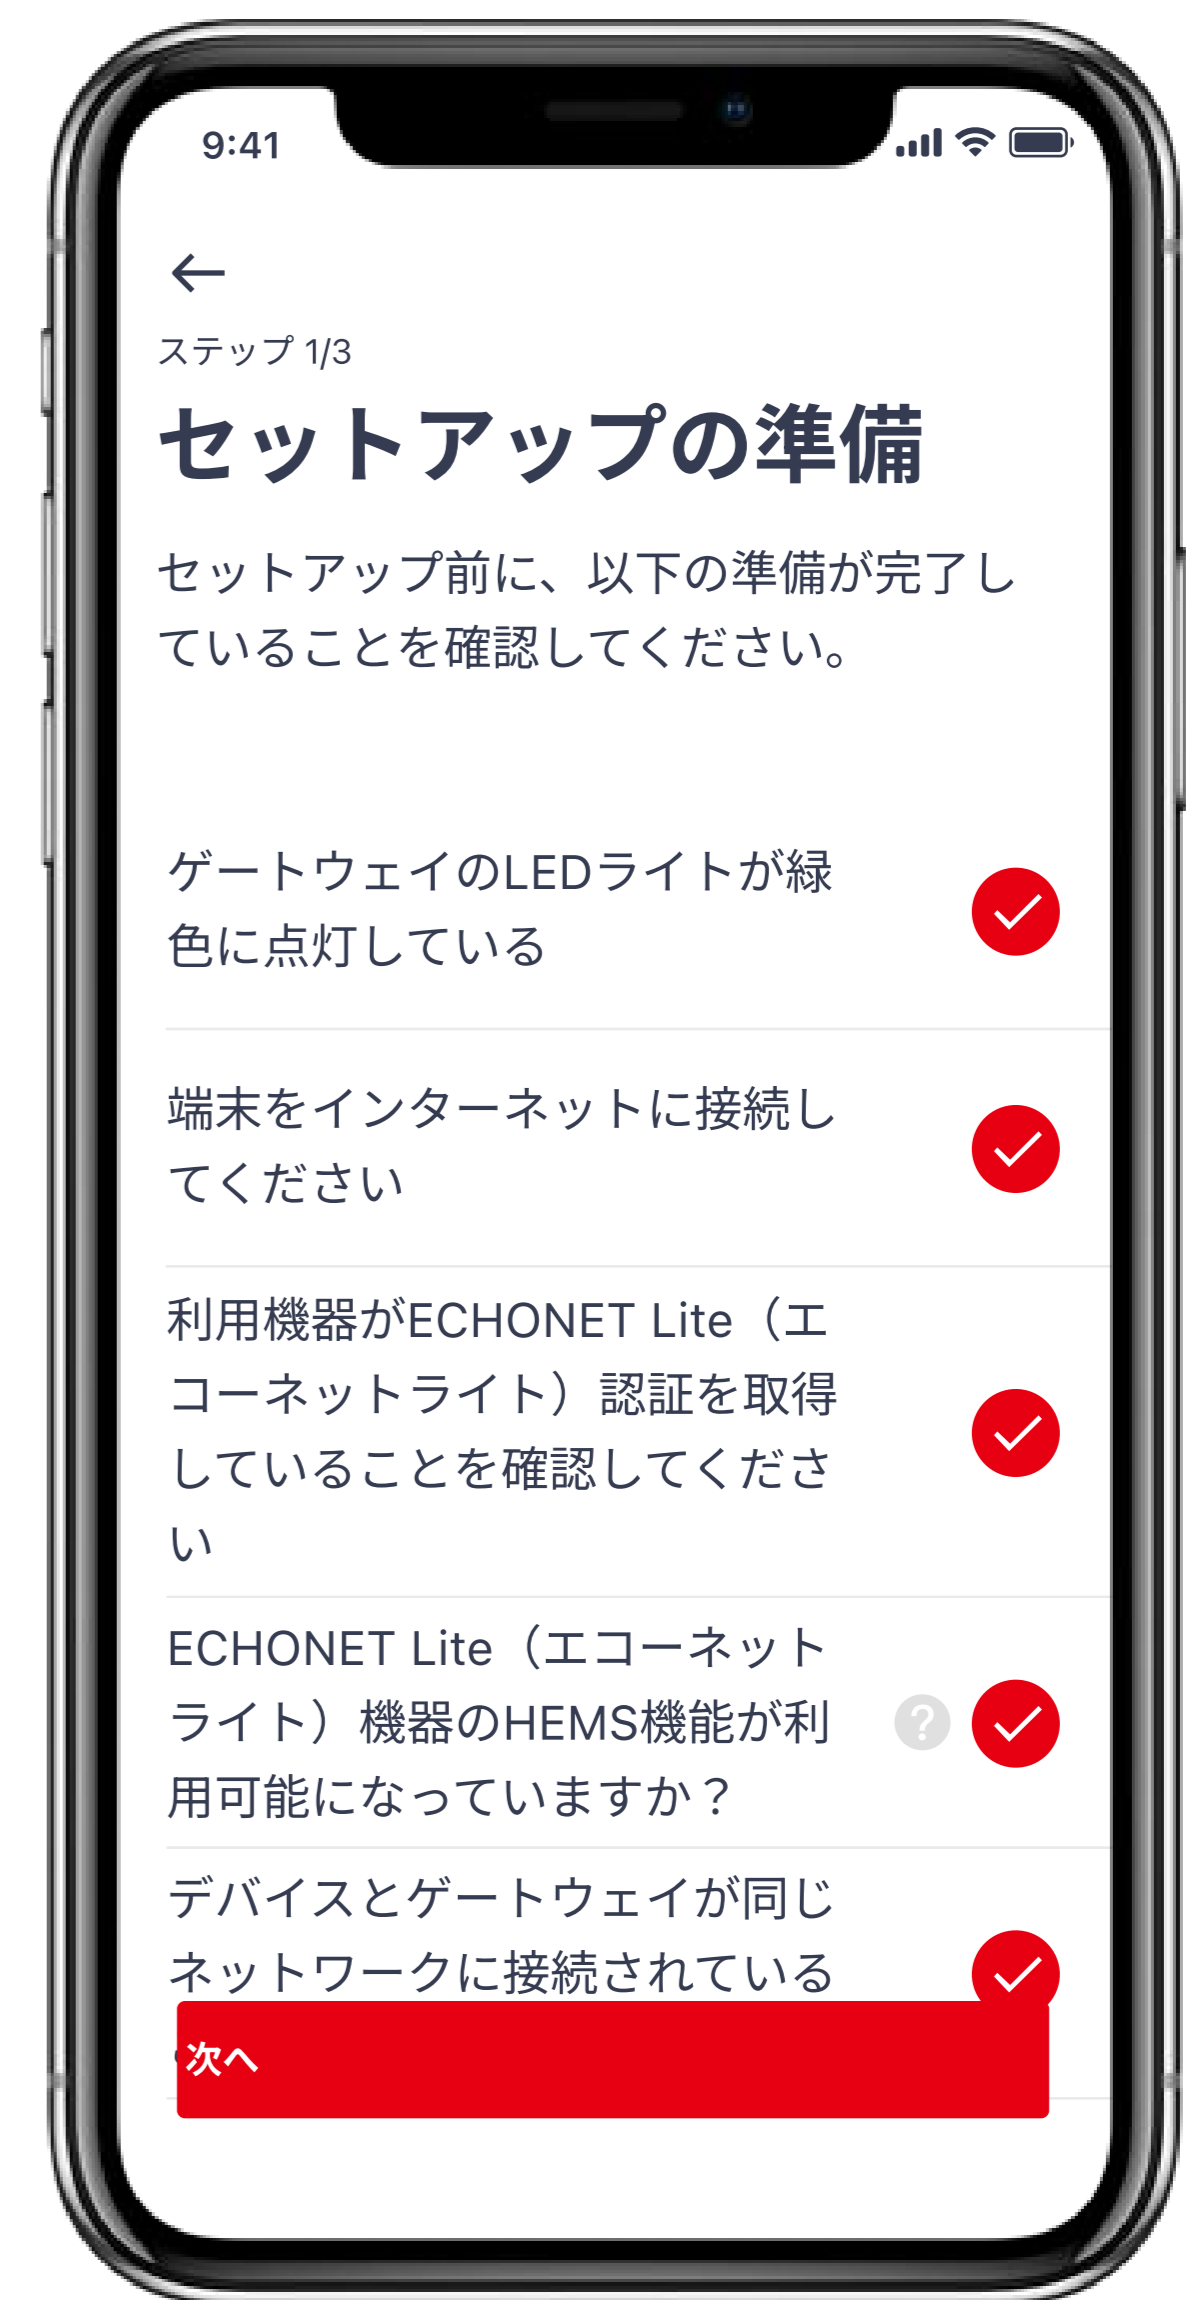 9:41
ステップ 1/3
セットアップの準備
セットアップ前に、以下の準備が完了し
ていることを確認してください。
ゲートウェイのLEDライトが緑
色に点灯している
端末をインターネットに接続し
てください
利用機器がECHONET Lite（エ
コーネットライト）認証を取得
していることを確認してくださ
い
ECHONET Lite（エコーネット
ライト）機器のHEMS機能が利
用可能になっていますか？
デバイスとゲートウェイが同じ
ネットワークに接続されている
次へ